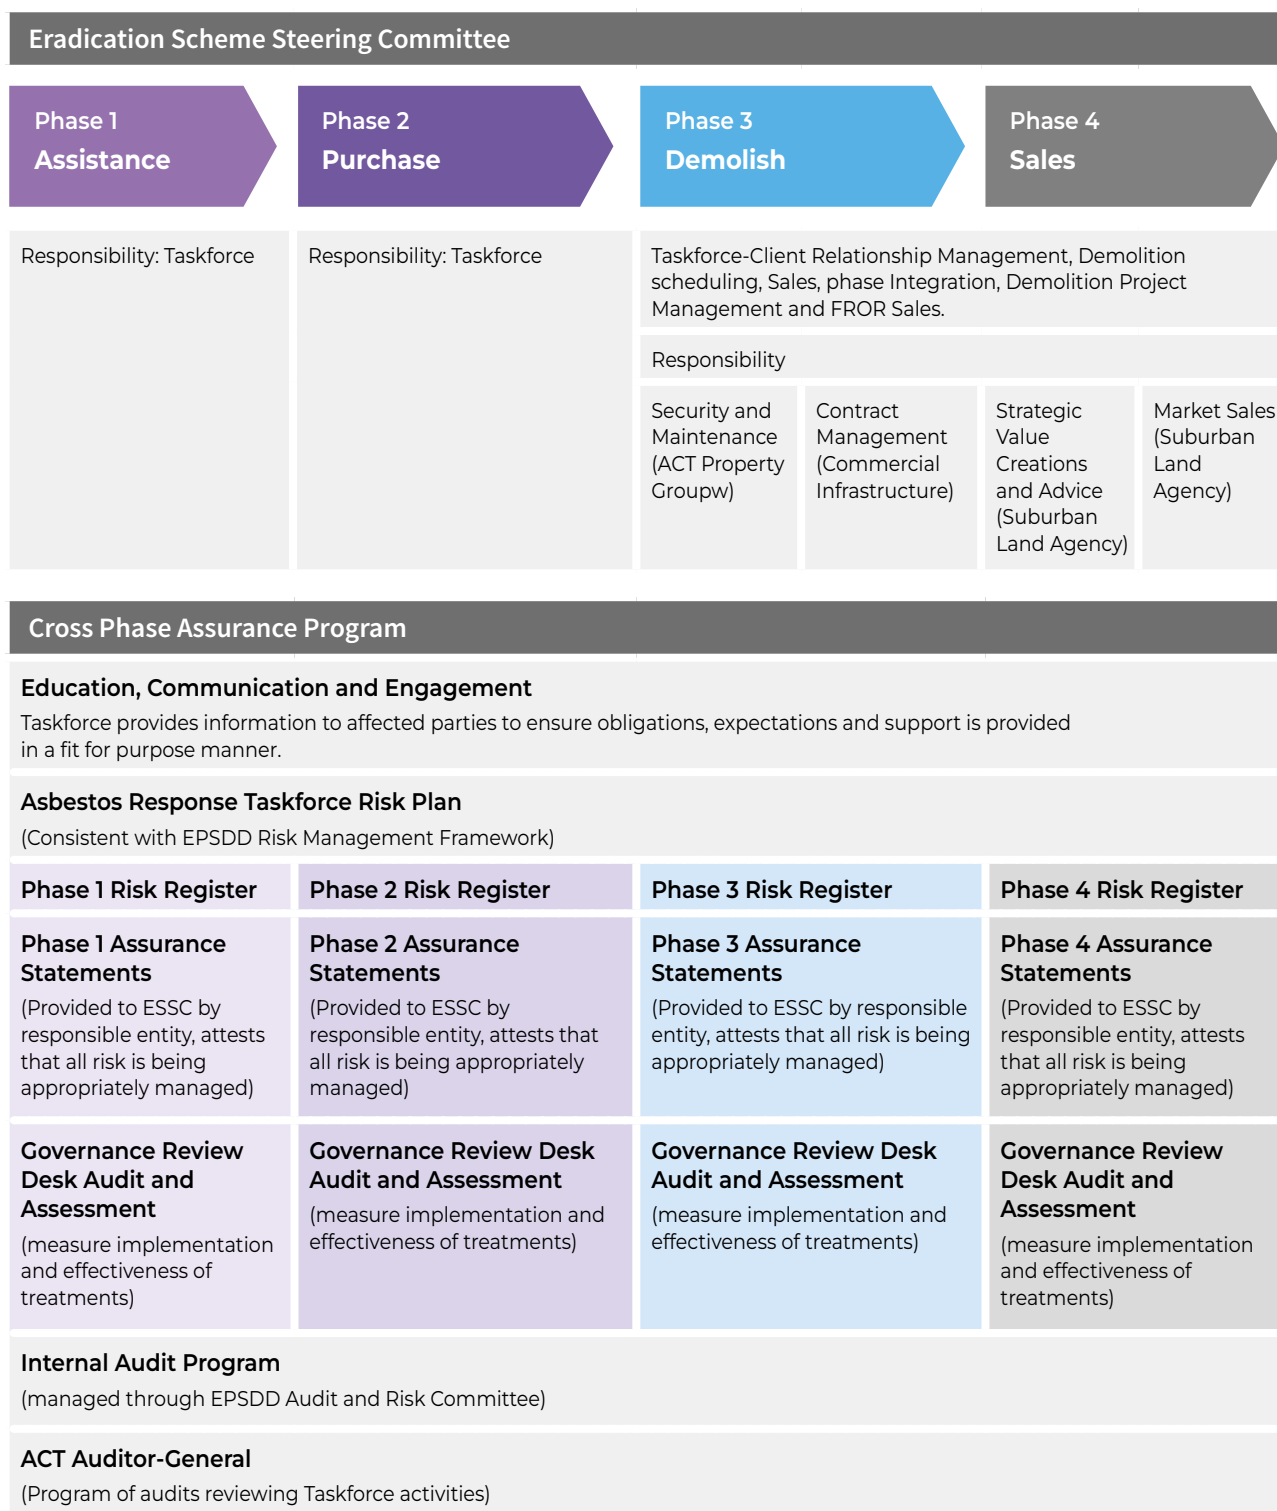 Eradication Scheme Steering Committee
Phase 1
Assistance
Phase 2
Purchase
Phase 3
Demolish
Phase 4
Sales
Responsibility: Taskforce
Responsibility: Taskforce
Taskforce-Client Relationship Management, Demolition
scheduling, Sales, phase Integration, Demolition Project
Management and FROR Sales.
Responsibility
Security and
Maintenance
(ACT Property
Groupw)
Contract
Management
(Commercial
Infrastructure)
Strategic
Value
Creations
and Advice
(Suburban
Land Agency)
Market Sales
(Suburban
Land
Agency)
Cross Phase Assurance Program
Education, Communication and Engagement
Taskforce provides information to affected parties to ensure obligations, expectations and support is provided
in a fit for purpose manner.
Asbestos Response Taskforce Risk Plan
(Consistent with EPSDD Risk Management Framework)
Phase 1 Risk Register
Phase 2 Risk Register
Phase 3 Risk Register
Phase 4 Risk Register
Phase 1 Assurance
Statements
(Provided to ESSC by
responsible entity, attests
that all risk is being
appropriately managed)
Phase 2 Assurance
Statements
(Provided to ESSC by
responsible entity, attests that
all risk is being appropriately
managed)
Phase 3 Assurance
Statements
(Provided to ESSC by responsible
entity, attests that all risk is being
appropriately managed)
Phase 4 Assurance
Statements
(Provided to ESSC by
responsible entity, attests
that all risk is being
appropriately managed)
Governance Review
Desk Audit and
Assessment
(measure implementation
and effectiveness of
treatments)
Governance Review Desk
Audit and Assessment
(measure implementation and
effectiveness of treatments)
Governance Review Desk
Audit and Assessment
(measure implementation and
effectiveness of treatments)
Governance Review
Desk Audit and
Assessment
(measure implementation
and effectiveness of
treatments)
Internal Audit Program
(managed through EPSDD Audit and Risk Committee)
ACT Auditor-General
(Program of audits reviewing Taskforce activities)